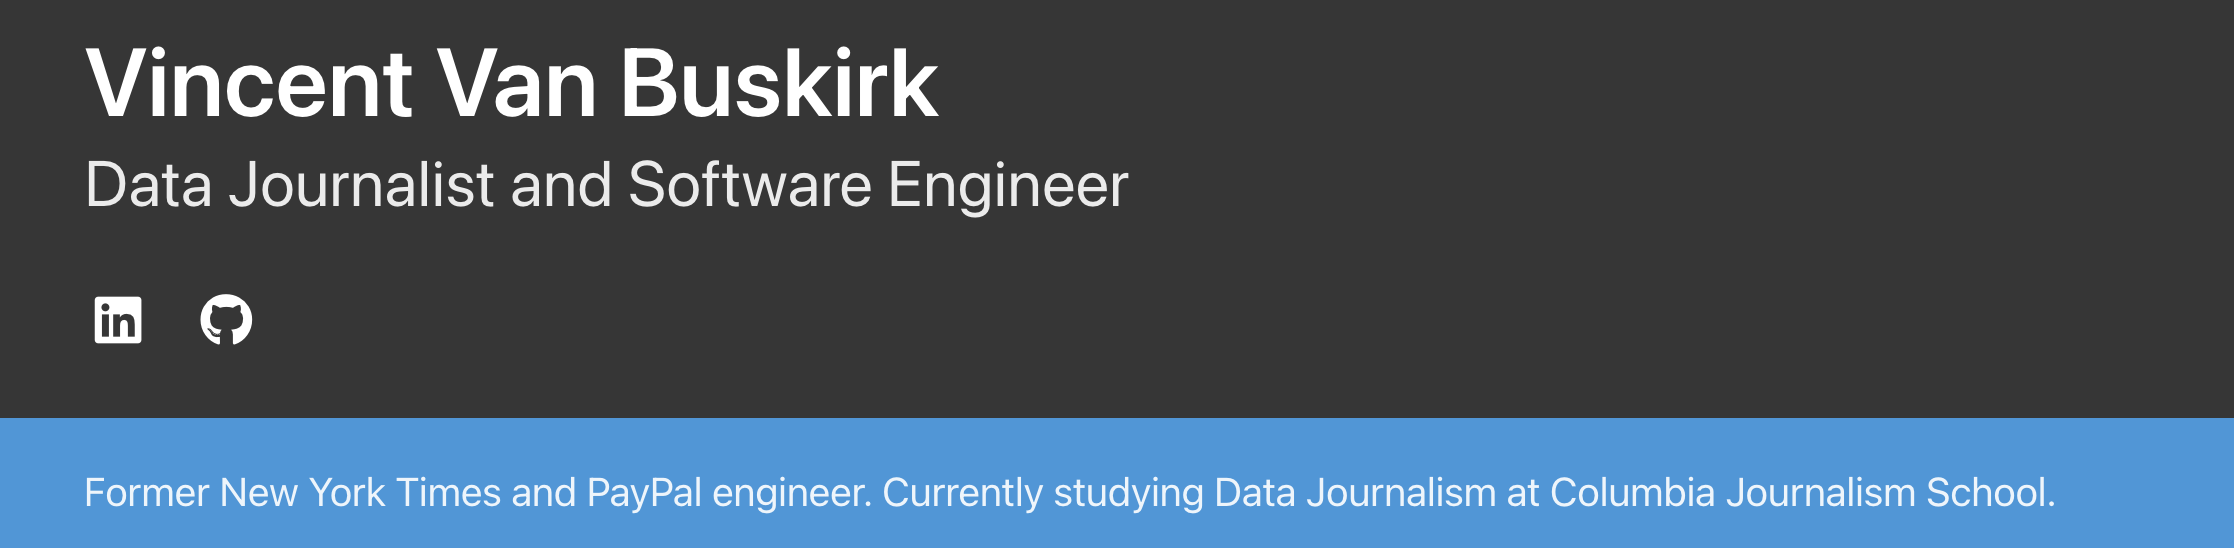 Vincent Van Buskirk
Data Journalist and Software Engineer
in
Former New York Times and PayPal engineer. Currently studying Data Journalism at Columbia Journalism School.